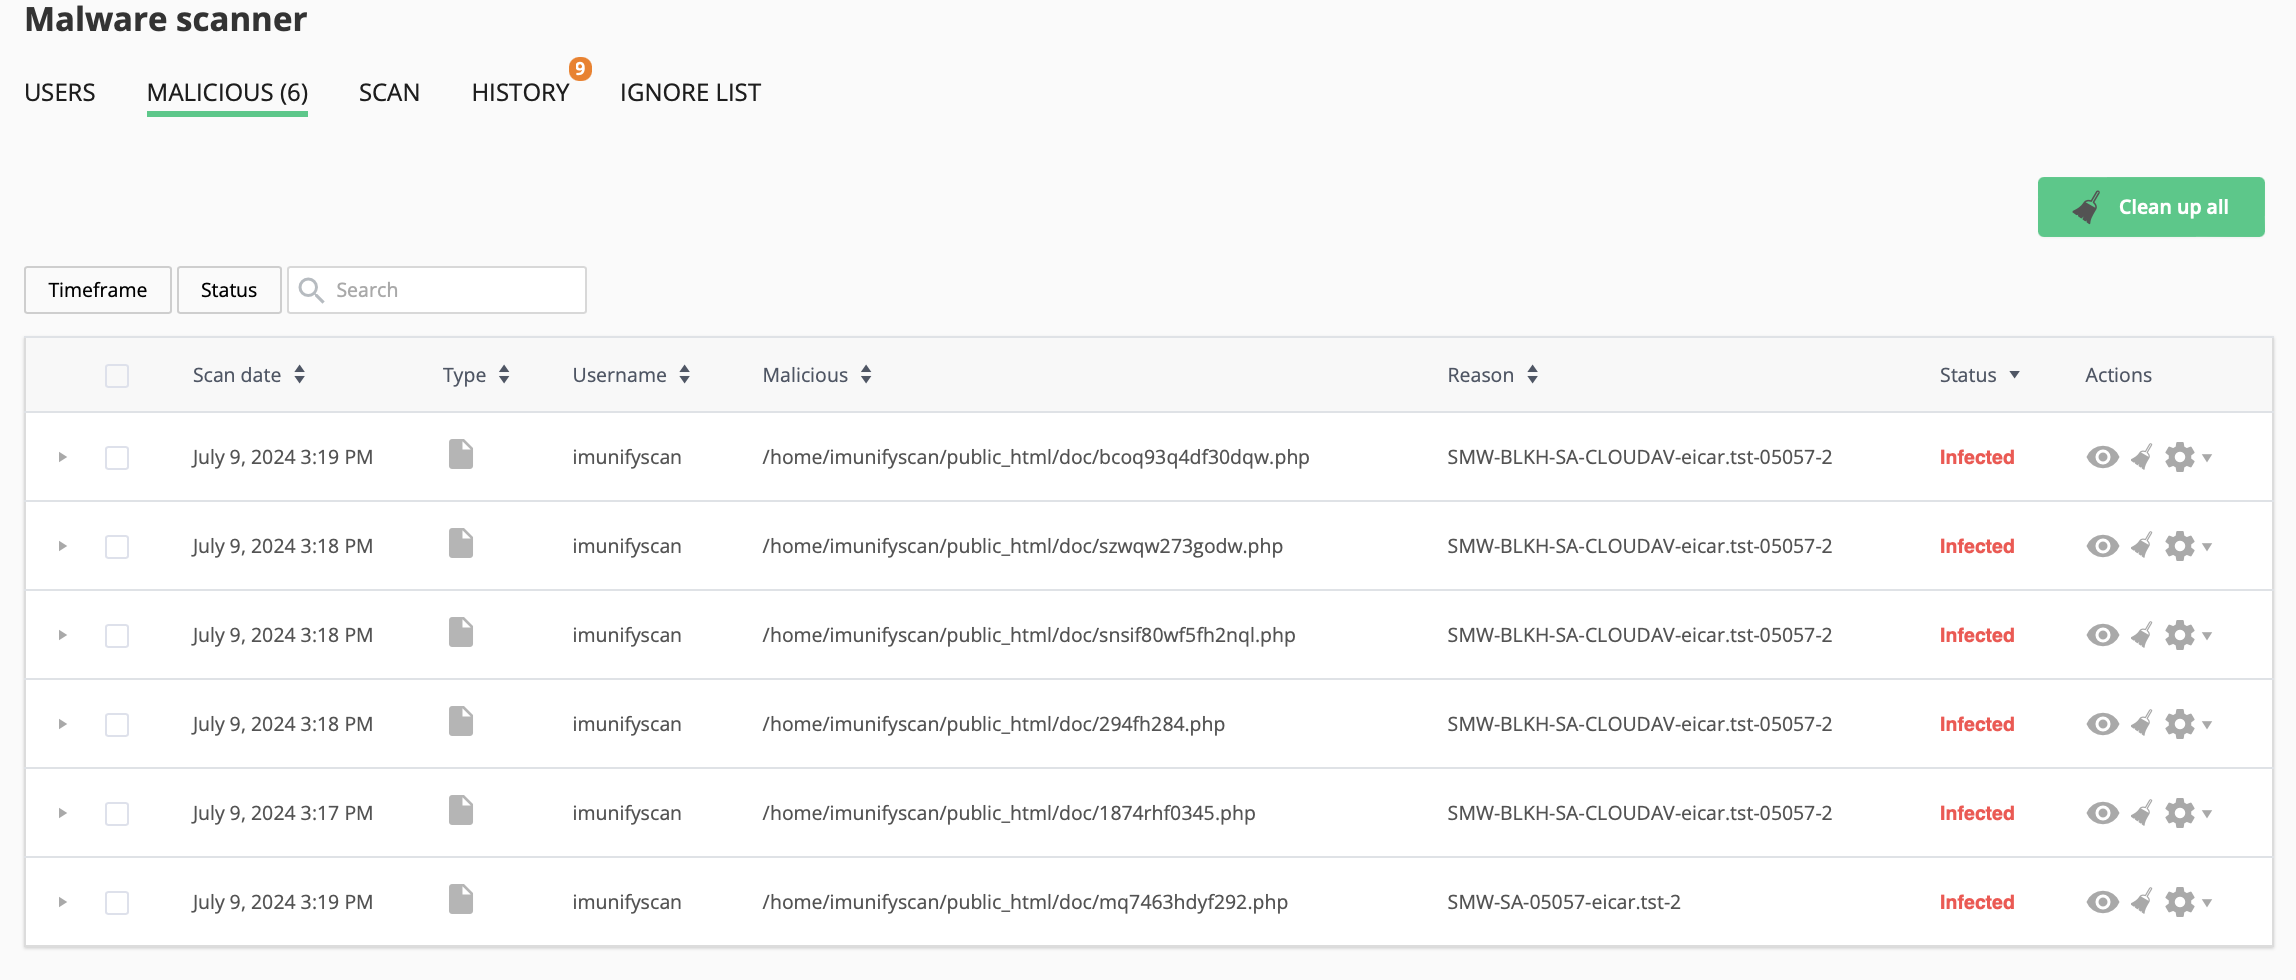 Malware scanner
USERS MALICIOUS (6) SCAN HISTORY 9 IGNORE LIST
Clean up all
Timeframe Status Search
Scan date Type Username Malicious Reason Status Actions
July 9, 2024 3:19 PM imunifyscan /home/imunifyscan/public_html/doc/bcoq93q4df30dqw.php SMW-BLKH-SA-CLOUDAV-eicar.tst-05057-2 Infected
July 9, 2024 3:18 PM imunifyscan /home/imunifyscan/public_html/doc/szwqw273godw.php SMW-BLKH-SA-CLOUDAV-eicar.tst-05057-2 Infected
July 9, 2024 3:18 PM imunifyscan /home/imunifyscan/public_html/doc/snsif80wf5fh2nql.php SMW-BLKH-SA-CLOUDAV-eicar.tst-05057-2 Infected
July 9, 2024 3:18 PM imunifyscan /home/imunifyscan/public_html/doc/294fh284.php SMW-BLKH-SA-CLOUDAV-eicar.tst-05057-2 Infected
July 9, 2024 3:17 PM imunifyscan /home/imunifyscan/public_html/doc/1874rhf0345.php SMW-BLKH-SA-CLOUDAV-eicar.tst-05057-2 Infected
July 9, 2024 3:19 PM imunifyscan /home/imunifyscan/public_html/doc/mq7463hdyf292.php SMW-SA-05057-eicar.tst-2 Infected